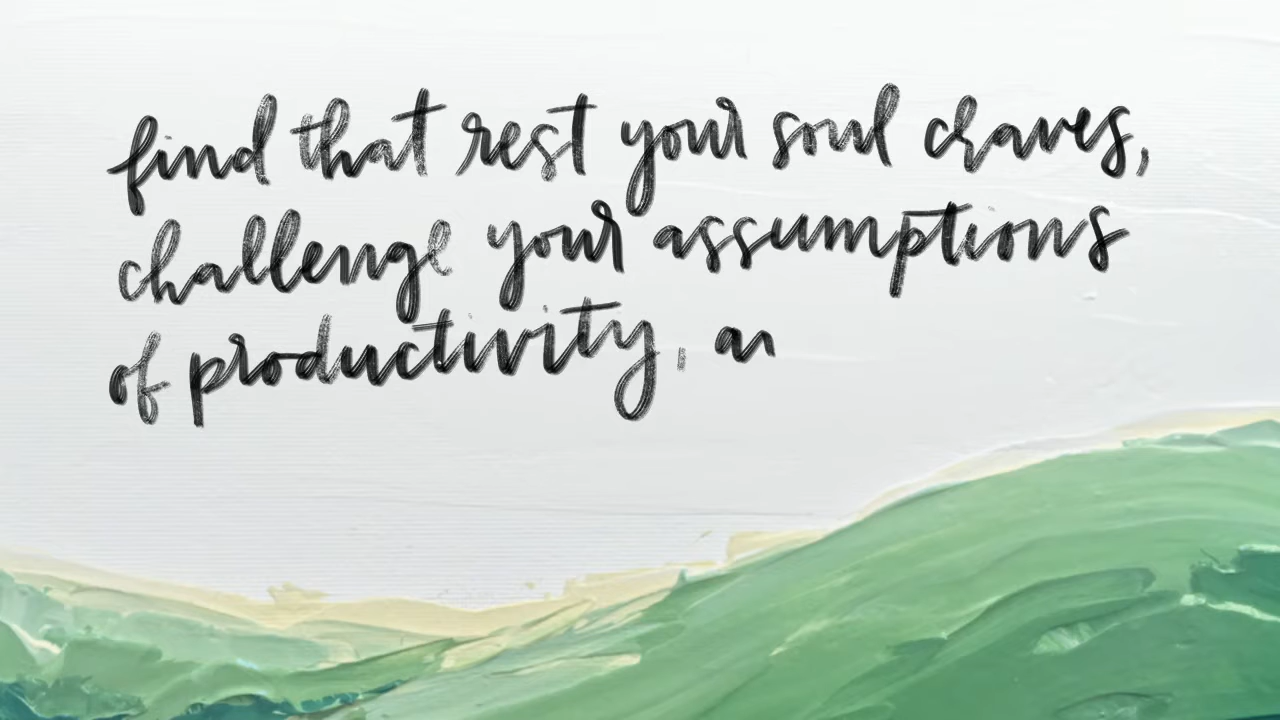 find that rest your soul craves,
challenge your assumptions
of productivity, an